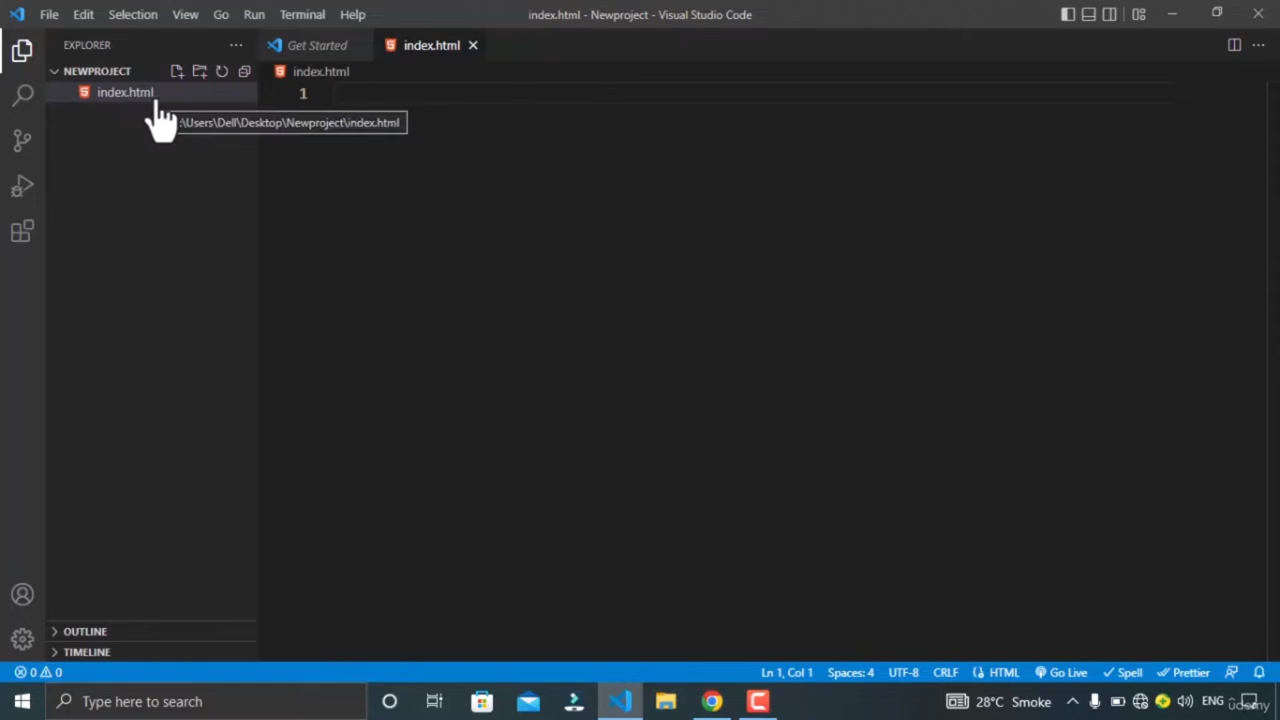 File Edit Selection View Go Run Terminal Help
index.html - Newproject - Visual Studio Code
EXPLORER
Get Started
index.html
NEWPROJECT
index.html
index.html
1
:\Users\Dell\Desktop\Newproject\index.html
OUTLINE
TIMELINE
0 0
Ln 1, Col 1 Spaces: 4 UTF-8 CRLF HTML Go Live Spell Prettier
Type here to search
28°C Smoke ENG
udemy